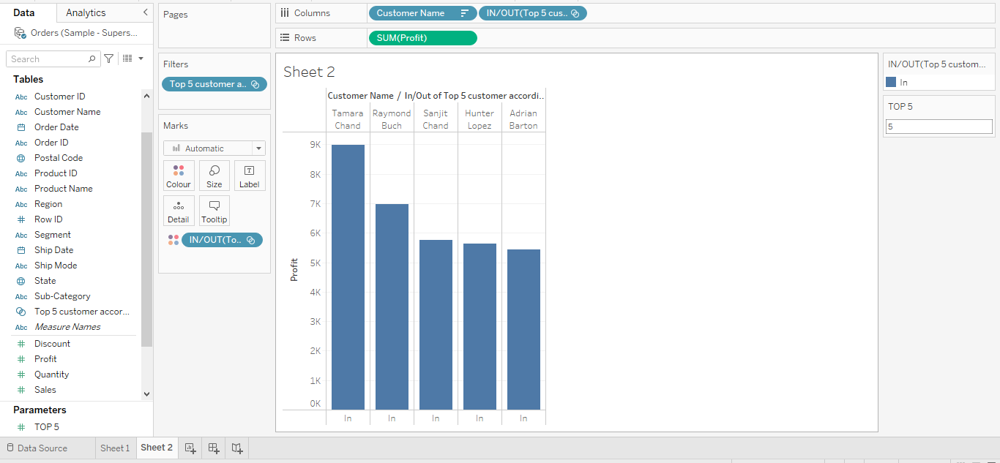 Data
Analytics
Orders (Sample - Supers...
Search
Tables
Abc Customer ID
Abc Customer Name
Order Date
Abc Order ID
Postal Code
Abc Product ID
Abc Product Name
Abc Region
Row ID
Abc Segment
Ship Date
Abc Ship Mode
State
Abc Sub-Category
Top 5 customer accor...
Abc Measure Names
Discount
Profit
Quantity
Sales
Parameters
TOP 5
Pages
Filters
Top 5 customer a..
Marks
Automatic
Colour
Size
Label
Detail
Tooltip
IN/OUT(To..
Columns
Customer Name
IN/OUT(Top 5 cus..
Rows
SUM(Profit)
Sheet 2
Customer Name / In/Out of Top 5 customer accordi..
Tamara
Chand
Raymond
Buch
Sanjit
Chand
Hunter
Lopez
Adrian
Barton
Profit
9K
8K
7K
6K
5K
4K
3K
2K
1K
0K
In
In
In
In
In
IN/OUT(Top 5 custom...
In
TOP 5
5
Data Source
Sheet 1
Sheet 2